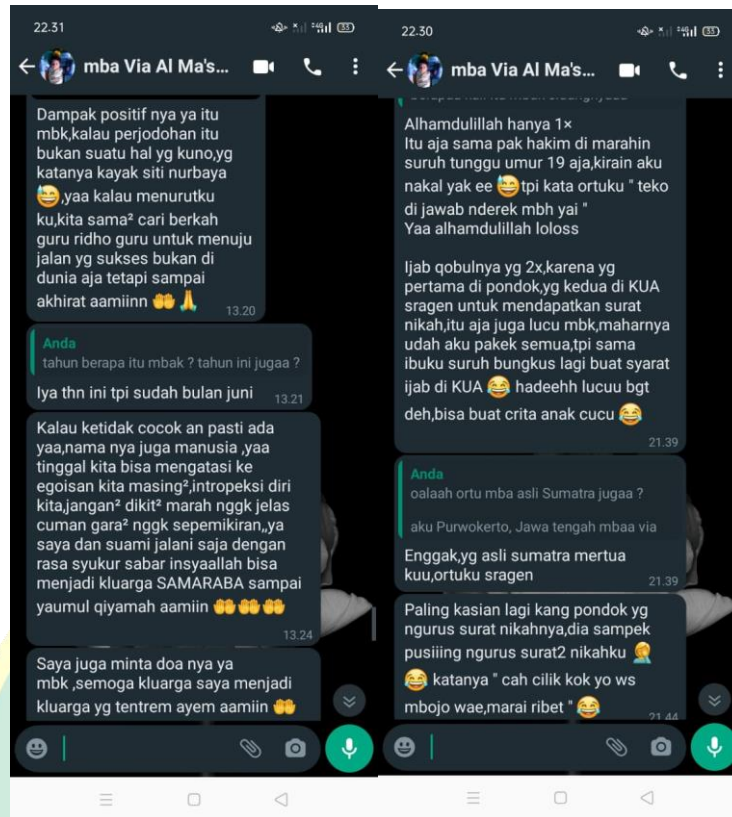 22.31
33
mba Via Al Ma's...
Dampak positif nya ya itu
mbk,kalau perjodohan itu
bukan suatu hal yg kuno,yg
katanya kayak siti nurbaya
😅,yaa kalau menurutku
ku,kita sama² cari berkah
guru ridho guru untuk menuju
jalan yg sukses bukan di
dunia aja tetapi sampai
akhirat aamiinn 🤲🙏
13.20
Anda
tahun berapa itu mbak ? tahun ini jugaa ?
Iya thn ini tpi sudah bulan juni
13.21
Kalau ketidak cocok an pasti ada
yaa,nama nya juga manusia ,yaa
tinggal kita bisa mengatasi ke
egoisan kita masing²,intropeksi diri
kita,jangan² dikit² marah nggk jelas
cuman gara² nggk sepemikiran,,ya
saya dan suami jalani saja dengan
rasa syukur sabar insyaallah bisa
menjadi kluarga SAMARABA sampai
yaumul qiyamah aamiin 🤲🤲🤲
13.24
Saya juga minta doa nya ya
mbk ,semoga kluarga saya menjadi
kluarga yg tentrem ayem aamiin 🤲
22.30
33
mba Via Al Ma's...
Alhamdulillah hanya 1×
Itu aja sama pak hakim di marahin
suruh tunggu umur 19 aja,kirain aku
nakal yak ee 😅tpi kata ortuku " teko
di jawab nderek mbh yai "
Yaa alhamdulillah loloss
Ijab qobulnya yg 2x,karena yg
pertama di pondok,yg kedua di KUA
sragen untuk mendapatkan surat
nikah,itu aja juga lucu mbk,maharnya
udah aku pakek semua,tpi sama
ibuku suruh bungkus lagi buat syarat
ijab di KUA 😂 hadeehh lucuu bgt
deh,bisa buat crita anak cucu 😂
21.39
Anda
oalaah ortu mba asli Sumatra jugaa ?
aku Purwokerto, Jawa tengah mbaa via
Enggak,yg asli sumatra mertua
kuu,ortuku sragen
21.39
Paling kasian lagi kang pondok yg
ngurus surat nikahnya,dia sampek
pusiiing ngurus surat2 nikahku 🤦
😂 katanya " cah cilik kok yo ws
mbojo wae,marai ribet " 😂
21.44